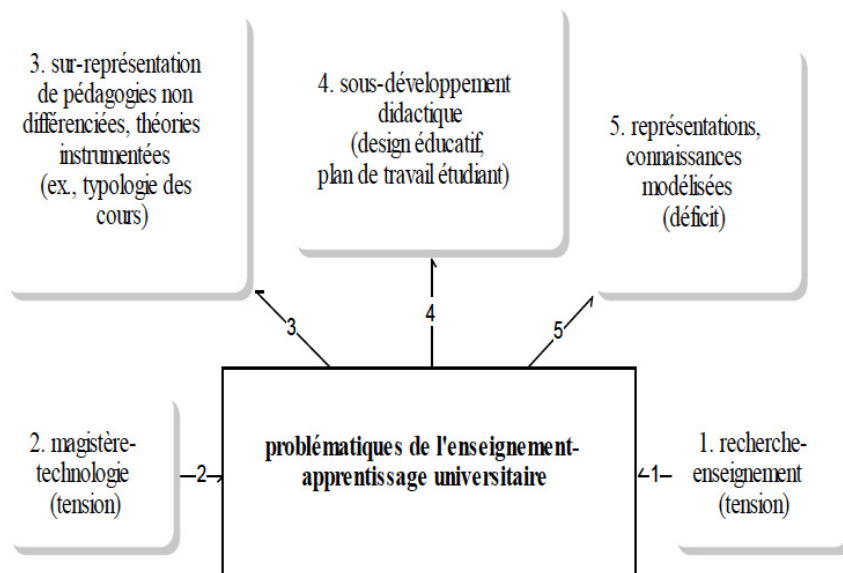 3. sur-représentation
de pédagogies non
différenciées, théories
instrumentées
(ex., typologie des
cours)
4. sous-développement
didactique
(design éducatif,
plan de travail étudiant)
5. représentations,
connaissances
modélisées
(déficit)
3
4
5
2. magistère-
technologie
(tension)
2
problématiques de l'enseignement-
apprentissage universitaire
1
1. recherche-
enseignement
(tension)